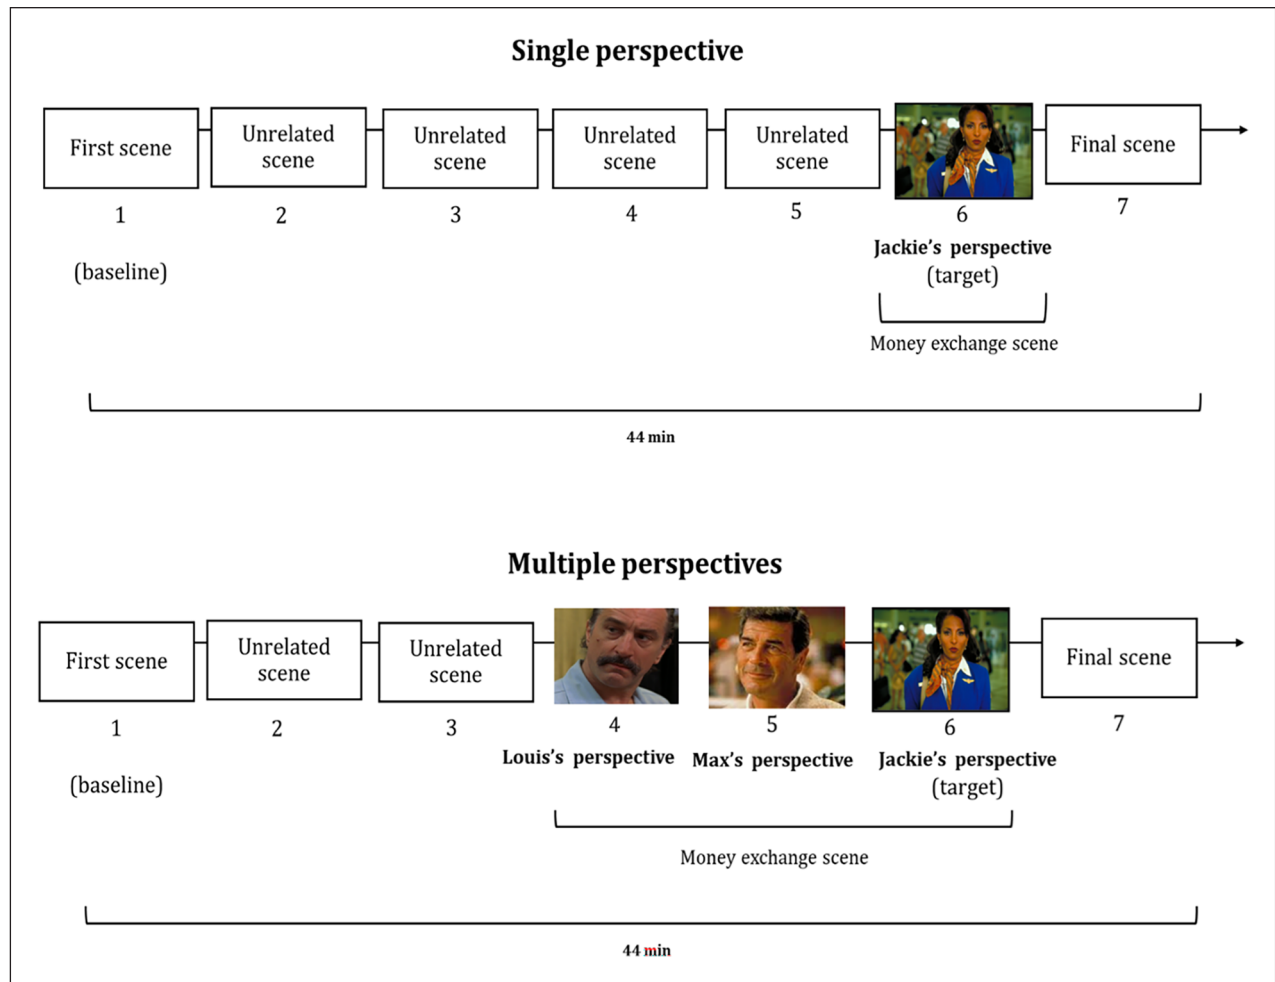 Single perspective
First scene
Unrelated
scene
Unrelated
scene
Unrelated
scene
Unrelated
scene
Final scene
1
2
3
4
5
6
7
(baseline)
Jackie's perspective
(target)
Money exchange scene
44 min
Multiple perspectives
First scene
Unrelated
scene
Unrelated
scene
Final scene
1
2
3
4
5
6
7
(baseline)
Louis's perspective
Max's perspective
Jackie's perspective
(target)
Money exchange scene
44 min